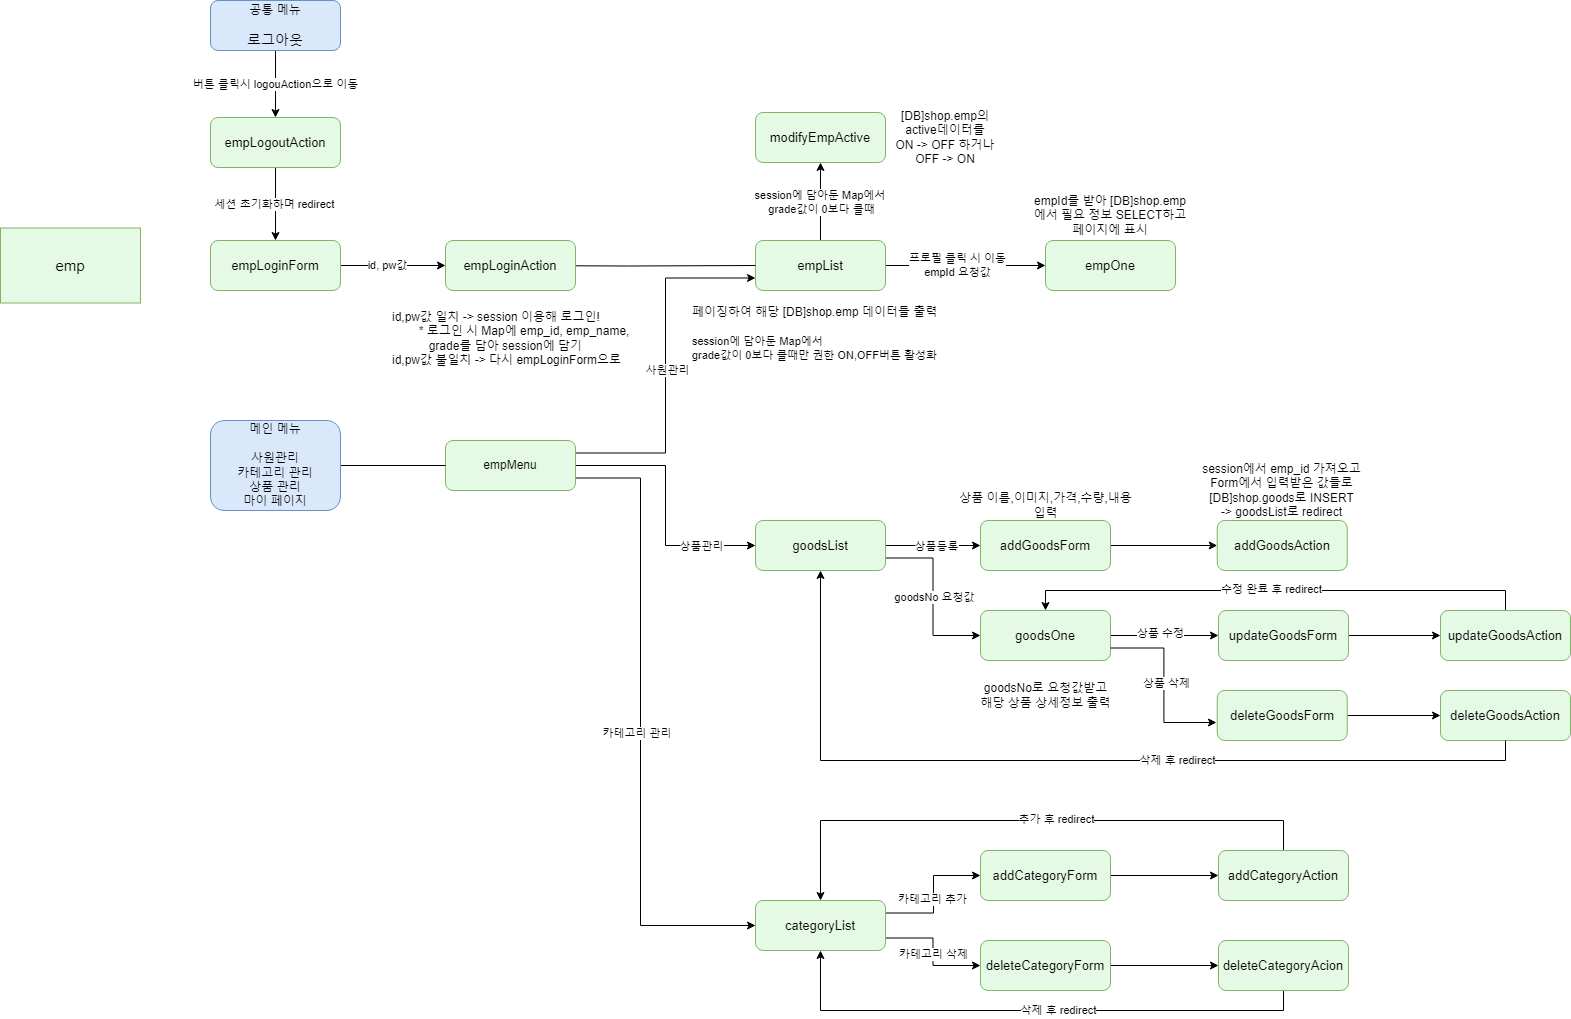 공통 메뉴
로그아웃
버튼 클릭시 logouAction으로 이동
empLogoutAction
세션 초기화하며 redirect
emp
empLoginForm
id, pw값
empLoginAction
id,pw값 일치 -> session 이용해 로그인!
* 로그인 시 Map에 emp_id, emp_name,
grade를 담아 session에 담기
id,pw값 불일치 -> 다시 empLoginForm으로
modifyEmpActive
[DB]shop.emp의
active데이터를
ON -> OFF 하거나
OFF -> ON
session에 담아둔 Map에서
grade값이 0보다 클때
empList
프로필 클릭 시 이동
empId 요청값
empId를 받아 [DB]shop.emp
에서 필요 정보 SELECT하고
페이지에 표시
empOne
페이징하여 해당 [DB]shop.emp 데이터들 출력
session에 담아둔 Map에서
grade값이 0보다 클때만 권한 ON,OFF버튼 활성화
사원관리
메인 메뉴
사원관리
카테고리 관리
상품 관리
마이 페이지
empMenu
상품관리
goodsList
상품등록
상품 이름,이미지,가격,수량,내용
입력
addGoodsForm
session에서 emp_id 가져오고
Form에서 입력받은 값들로
[DB]shop.goods로 INSERT
-> goodsList로 redirect
addGoodsAction
goodsNo 요청값
수정 완료 후 redirect
goodsOne
상품 수정
updateGoodsForm
updateGoodsAction
goodsNo로 요청값받고
해당 상품 상세정보 출력
상품 삭제
deleteGoodsForm
deleteGoodsAction
삭제 후 redirect
카테고리 관리
추가 후 redirect
categoryList
카테고리 추가
addCategoryForm
addCategoryAction
카테고리 삭제
deleteCategoryForm
deleteCategoryAcion
삭제 후 redirect